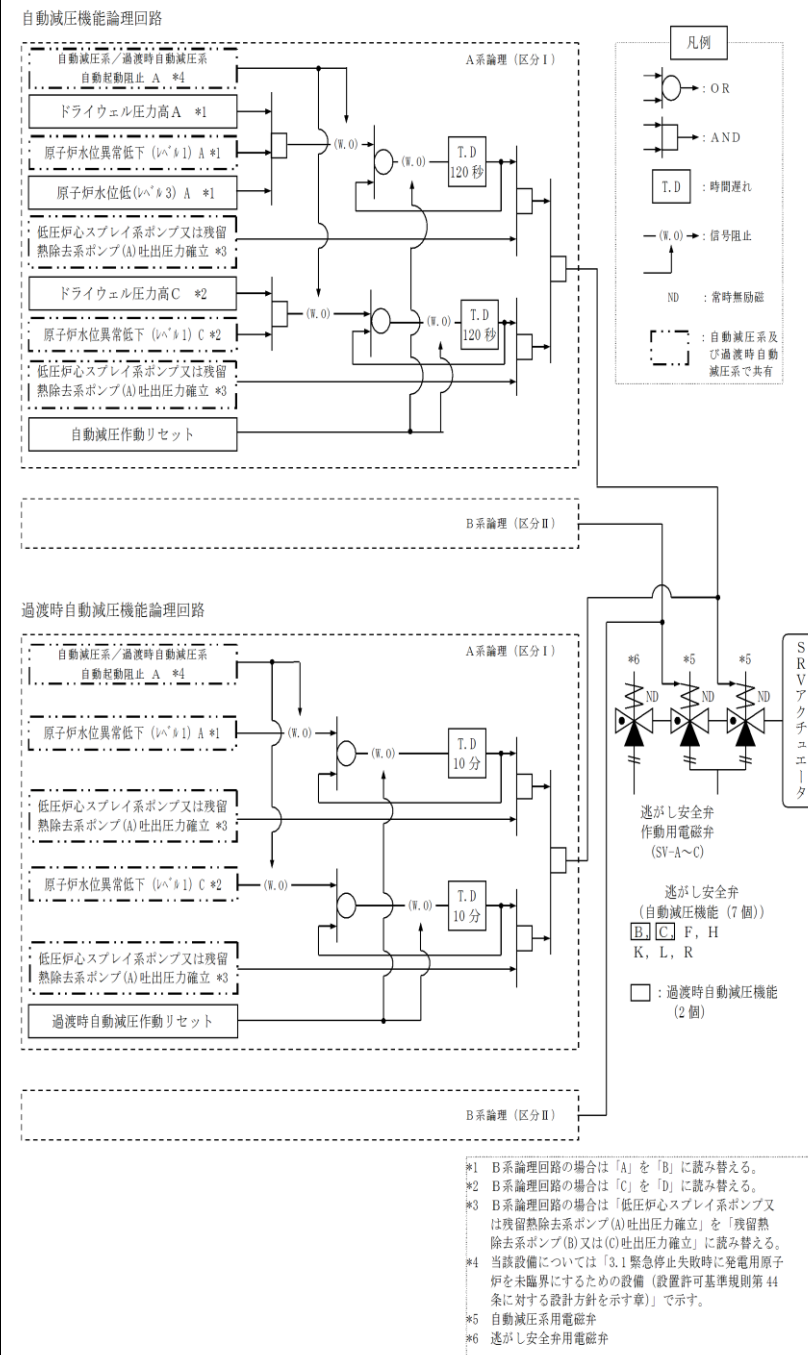 自動減圧機能論理回路
A系論理（区分Ⅰ）
自動減圧系／過渡時自動減圧系
自動起動阻止 A *4
ドライウェル圧力高A *1
原子炉水位異常低下（ﾚﾍﾞﾙ1）A *1
原子炉水位低(ﾚﾍﾞﾙ3) A *1
低圧炉心スプレイ系ポンプ又は残留
熱除去系ポンプ(A)吐出圧力確立 *3
ドライウェル圧力高C *2
原子炉水位異常低下（ﾚﾍﾞﾙ1）C *2
低圧炉心スプレイ系ポンプ又は残留
熱除去系ポンプ(A)吐出圧力確立 *3
自動減圧作動リセット
(W.O)
(W.O)
T.D
120秒
(W.O)
(W.O)
T.D
120秒
凡例
：OR
：AND
T.D ：時間遅れ
(W.O) ：信号阻止
ND ：常時無励磁
：自動減圧系及
び過渡時自動
減圧系で共有
B系論理（区分Ⅱ）
過渡時自動減圧機能論理回路
A系論理（区分Ⅰ）
自動減圧系／過渡時自動減圧系
自動起動阻止 A *4
原子炉水位異常低下（ﾚﾍﾞﾙ1）A *1
低圧炉心スプレイ系ポンプ又は残留
熱除去系ポンプ(A)吐出圧力確立 *3
原子炉水位異常低下（ﾚﾍﾞﾙ1）C *2
低圧炉心スプレイ系ポンプ又は残留
熱除去系ポンプ(A)吐出圧力確立 *3
過渡時自動減圧作動リセット
(W.O)
(W.O)
T.D
10分
(W.O)
(W.O)
T.D
10分
B系論理（区分Ⅱ）
*6 *5 *5
ND ND ND
SRVアクチュエータ
逃がし安全弁
作動用電磁弁
(SV-A～C)
逃がし安全弁
(自動減圧機能（7個）)
B, C, F, H
K, L, R
：過渡時自動減圧機能
(2個)
*1 B系論理回路の場合は「A」を「B」に読み替える。
*2 B系論理回路の場合は「C」を「D」に読み替える。
*3 B系論理回路の場合は「低圧炉心スプレイ系ポンプ又
は残留熱除去系ポンプ(A)吐出圧力確立」を「残留熱
除去系ポンプ(B)又は(C)吐出圧力確立」に読み替える。
*4 当該設備については「3.1 緊急停止失敗時に発電用原子
炉を未臨界にするための設備（設置許可基準規則第44
条に対する設計方針を示す章）」で示す。
*5 自動減圧系用電磁弁
*6 逃がし安全弁用電磁弁